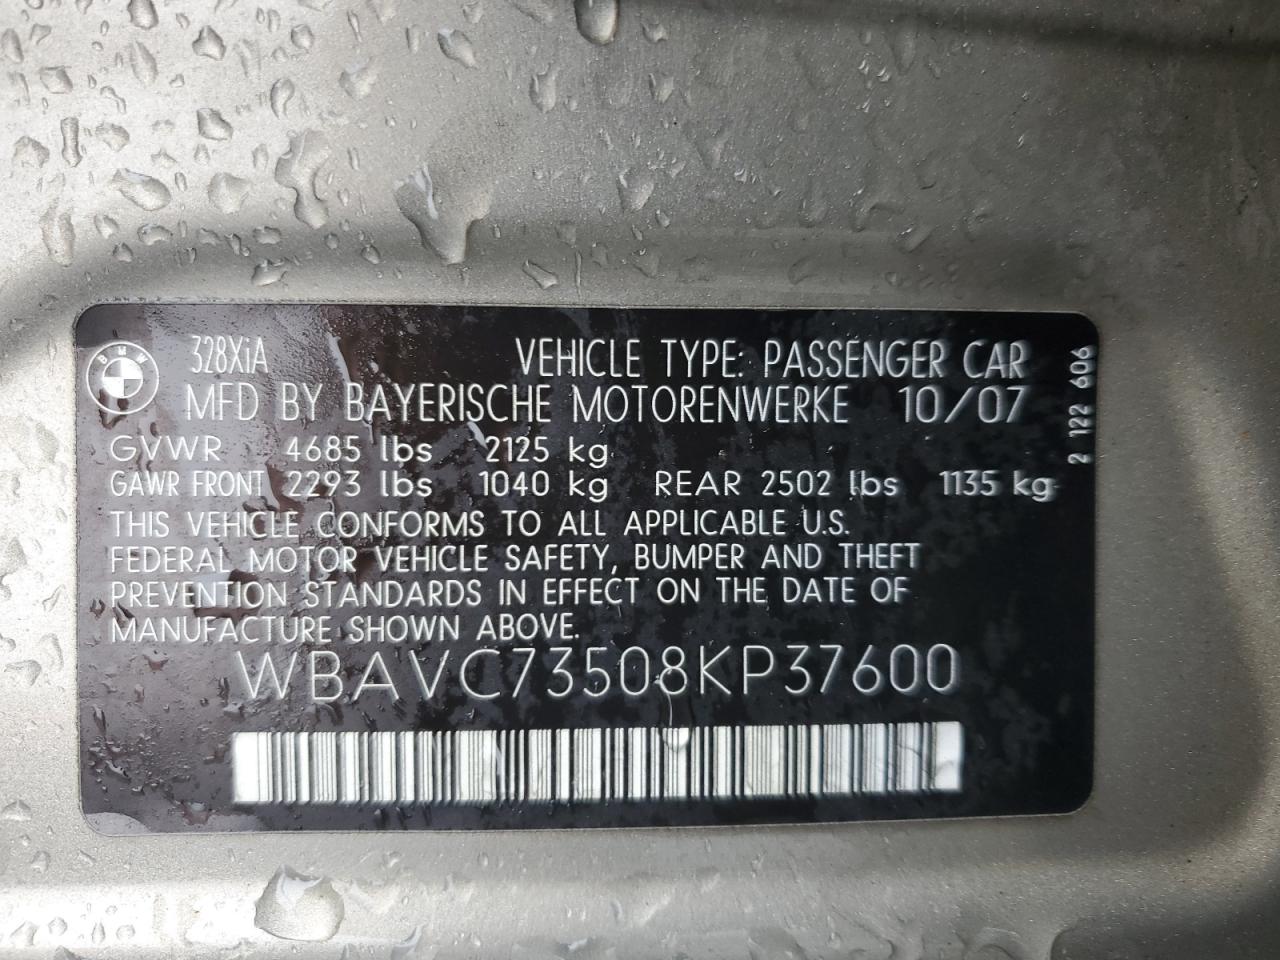 BMW
328XiA VEHICLE TYPE: PASSENGER CAR
MFD BY BAYERISCHE MOTORENWERKE 10/07
GVWR 4685 lbs 2125 kg
GAWR FRONT 2293 lbs 1040 kg REAR 2502 lbs 1135 kg
THIS VEHICLE CONFORMS TO ALL APPLICABLE U.S.
FEDERAL MOTOR VEHICLE SAFETY, BUMPER AND THEFT
PREVENTION STANDARDS IN EFFECT ON THE DATE OF
MANUFACTURE SHOWN ABOVE.
WBAVC73508KP37600
2 122 606